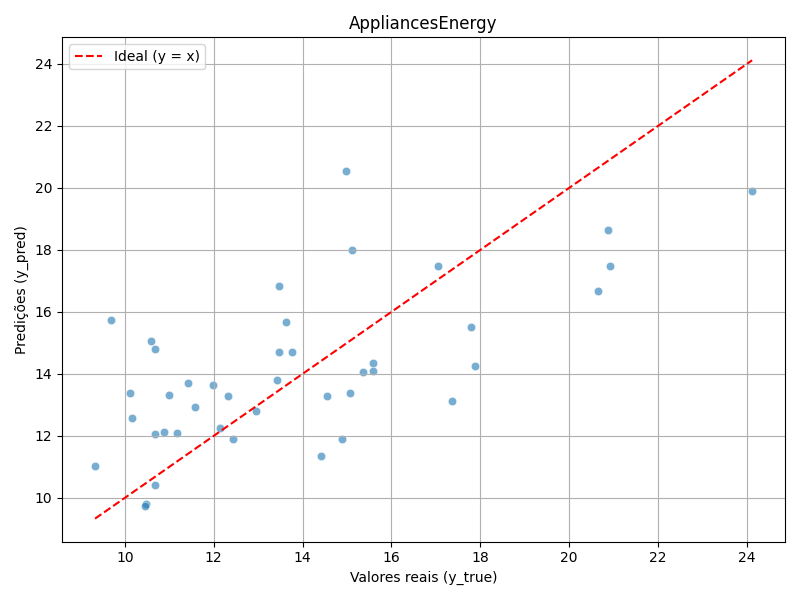 AppliancesEnergy
Ideal (y = x)
Predições (y_pred)
24
22
20
18
16
14
12
10
10 12 14 16 18 20 22 24
Valores reais (y_true)